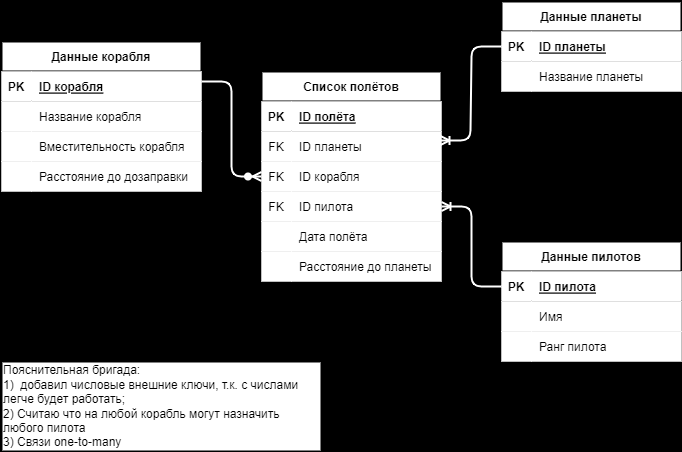 Данные корабля
PK ID корабля
Название корабля
Вместительность корабля
Расстояние до дозаправки
Список полётов
PK ID полёта
FK ID планеты
FK ID корабля
FK ID пилота
Дата полёта
Расстояние до планеты
Данные планеты
PK ID планеты
Название планеты
Данные пилотов
PK ID пилота
Имя
Ранг пилота
Пояснительная бригада:
1) добавил числовые внешние ключи, т.к. с числами
легче будет работать;
2) Считаю что на любой корабль могут назначить
любого пилота
3) Связи one-to-many